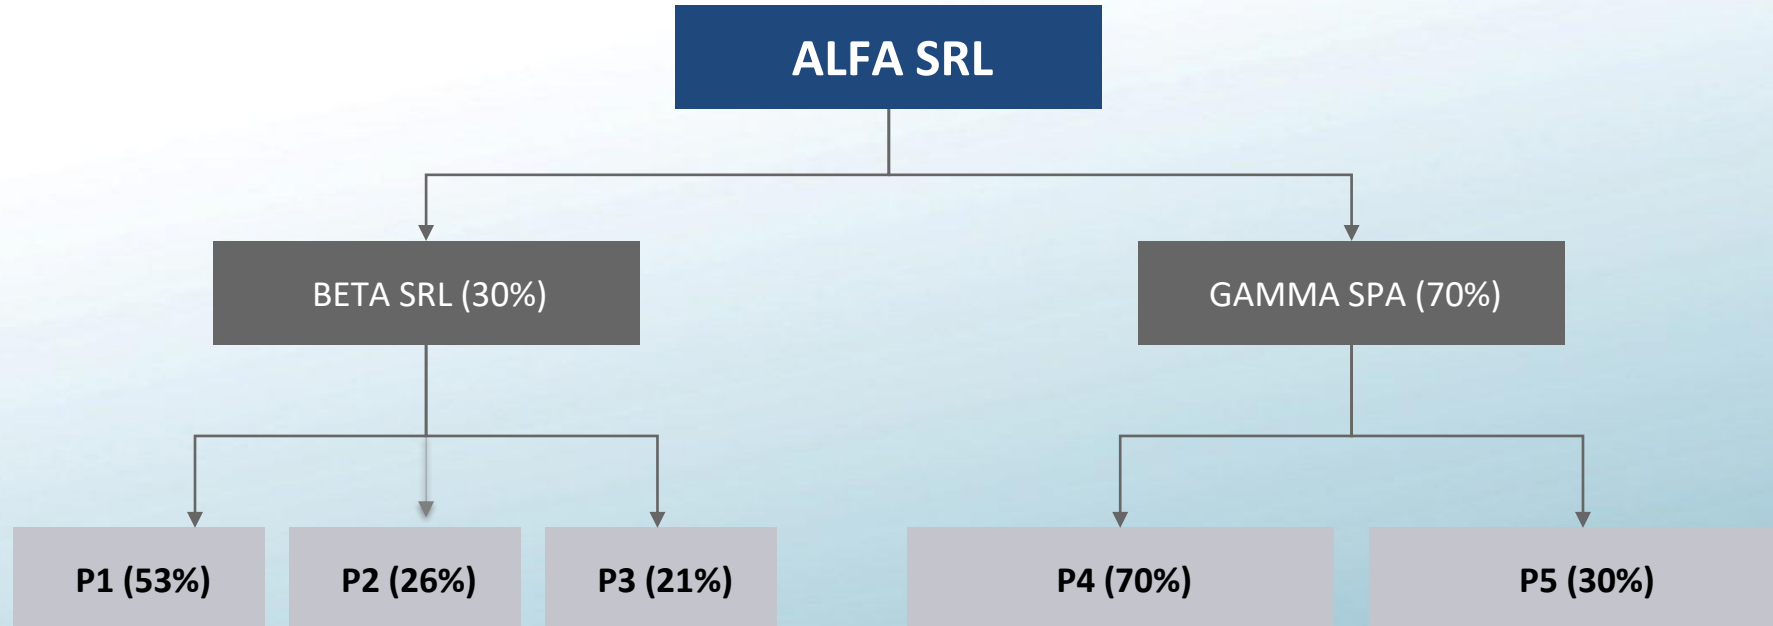 ALFA SRL
BETA SRL (30%)
GAMMA SPA (70%)
P1 (53%)
P2 (26%)
P3 (21%)
P4 (70%)
P5 (30%)